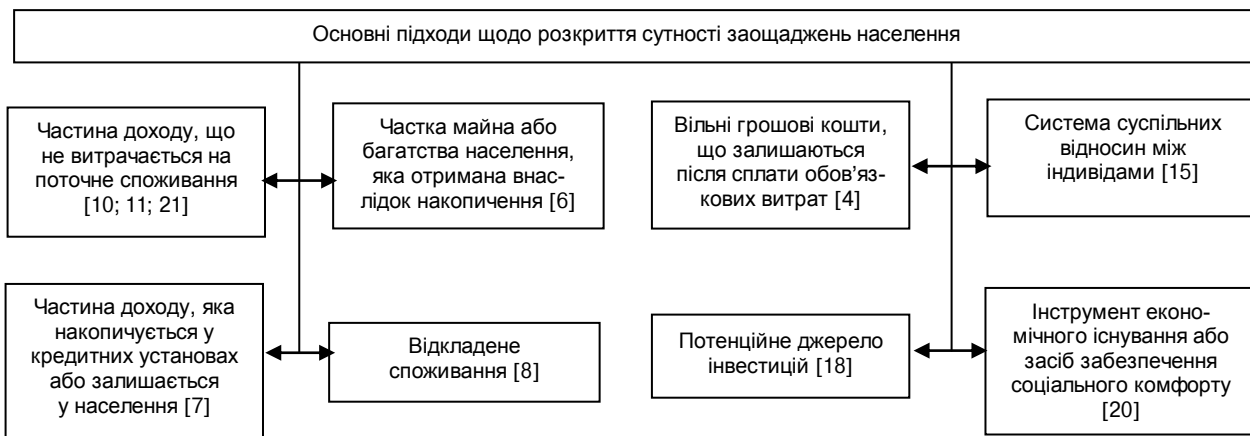 Основні підходи щодо розкриття сутності заощаджень населення
Частина доходу, що
не витрачається на
поточне споживання
[10; 11; 21]
Частка майна або
багатства населення,
яка отримана внас-
лідок накопичення [6]
Вільні грошові кошти,
що залишаються
після сплати обов’яз-
кових витрат [4]
Система суспільних
відносин між
індивідами [15]
Частина доходу, яка
накопичується у
кредитних установах
або залишається
у населення [7]
Відкладене
споживання [8]
Потенційне джерело
інвестицій [18]
Інструмент еконо-
мічного існування або
засіб забезпечення
соціального комфорту
[20]